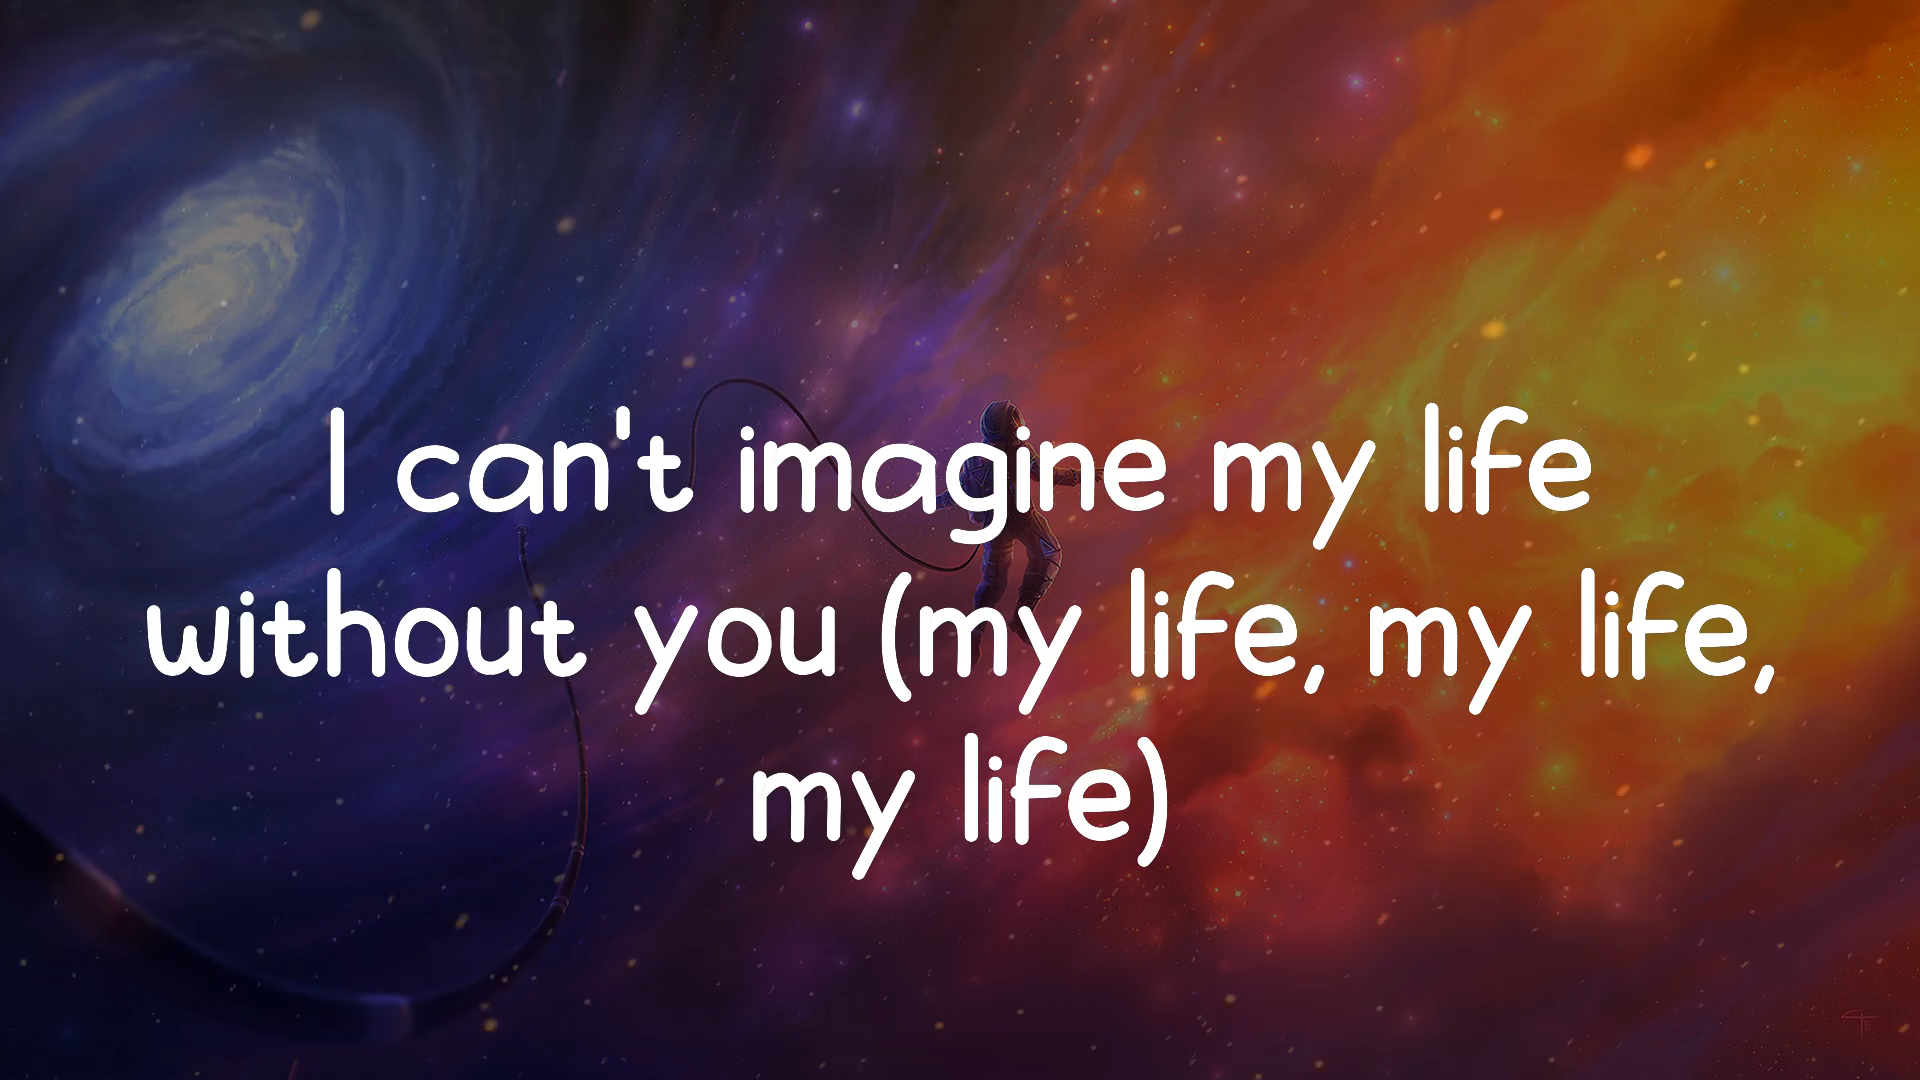 I can't imagine my life
without you (my life, my life,
my life)